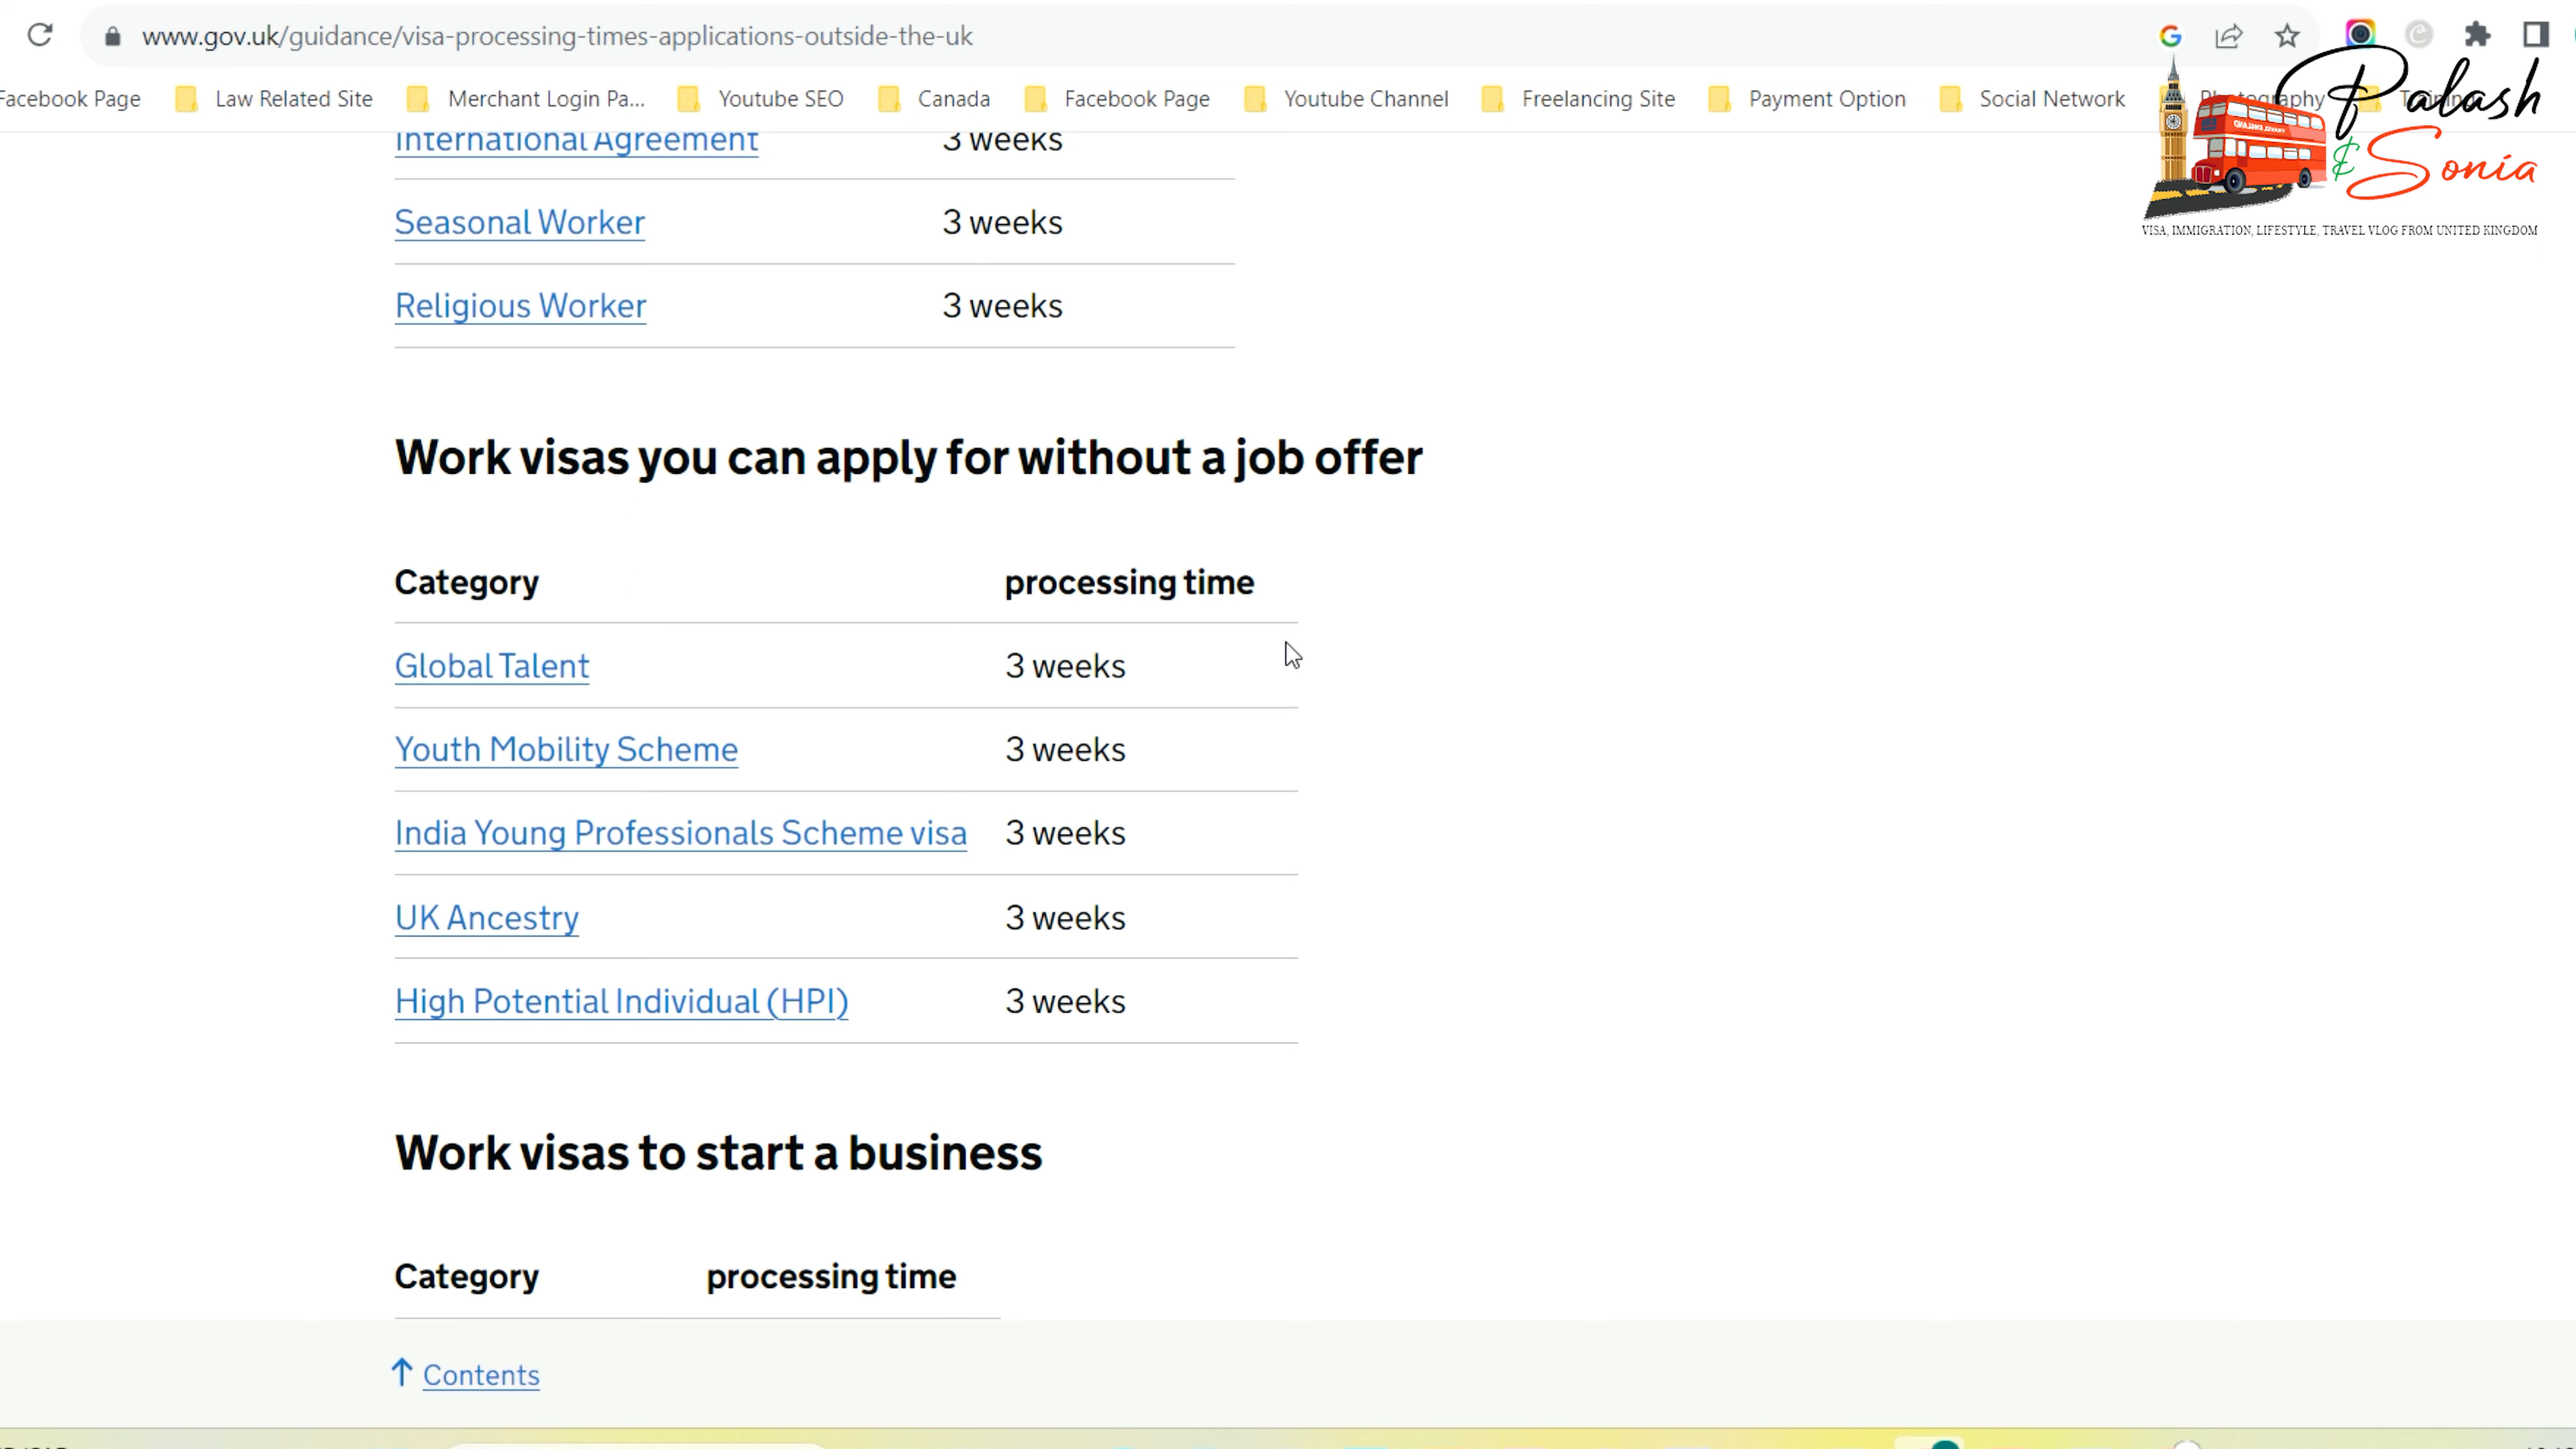 www.gov.uk/guidance/visa-processing-times-applications-outside-the-uk
Facebook Page Law Related Site Merchant Login Pa... Youtube SEO Canada Facebook Page Youtube Channel Freelancing Site Payment Option Social Network Photography Training
Palash
& Sonia
VISA, IMMIGRATION, LIFESTYLE, TRAVEL VLOG FROM UNITED KINGDOM
International Agreement 3 weeks
Seasonal Worker 3 weeks
Religious Worker 3 weeks
Work visas you can apply for without a job offer
Category processing time
Global Talent 3 weeks
Youth Mobility Scheme 3 weeks
India Young Professionals Scheme visa 3 weeks
UK Ancestry 3 weeks
High Potential Individual (HPI) 3 weeks
Work visas to start a business
Category processing time
↑ Contents